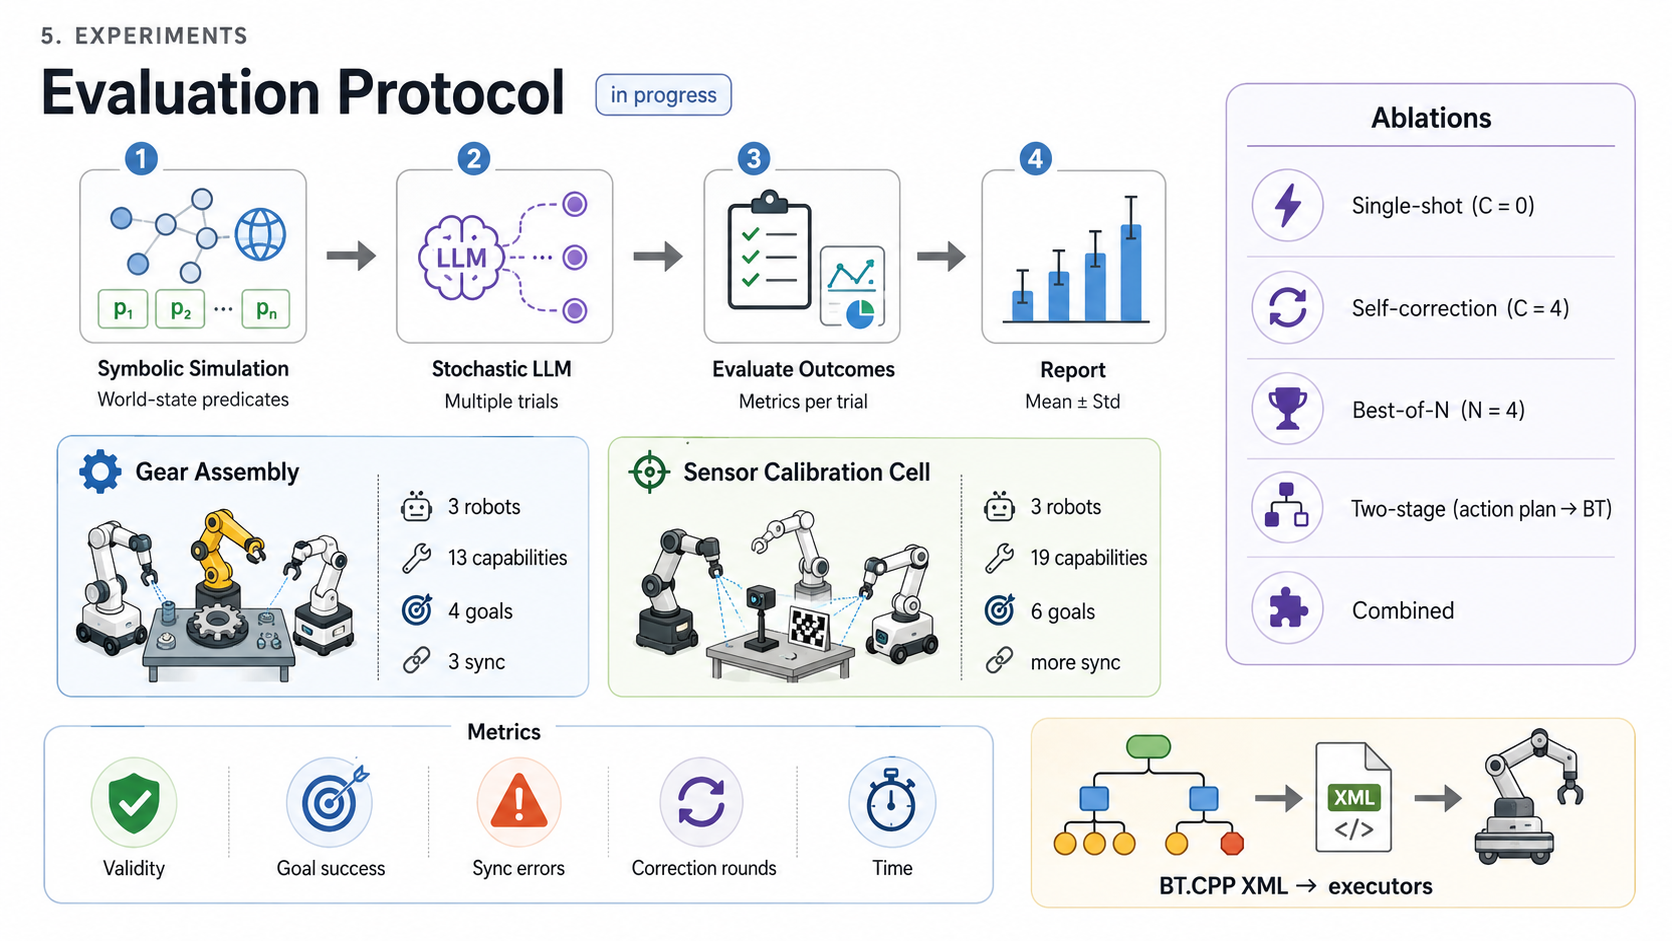 5. EXPERIMENTS
Evaluation Protocol
in progress
1
2
3
4
LLM
p₁ p₂ ... pₙ
Symbolic Simulation
World-state predicates
Stochastic LLM
Multiple trials
Evaluate Outcomes
Metrics per trial
Report
Mean ± Std
Ablations
Single-shot (C = 0)
Self-correction (C = 4)
Best-of-N (N = 4)
Two-stage (action plan → BT)
Combined
Gear Assembly
3 robots
13 capabilities
4 goals
3 sync
Sensor Calibration Cell
3 robots
19 capabilities
6 goals
more sync
Metrics
Validity
Goal success
Sync errors
Correction rounds
Time
XML
</>
BT.CPP XML → executors